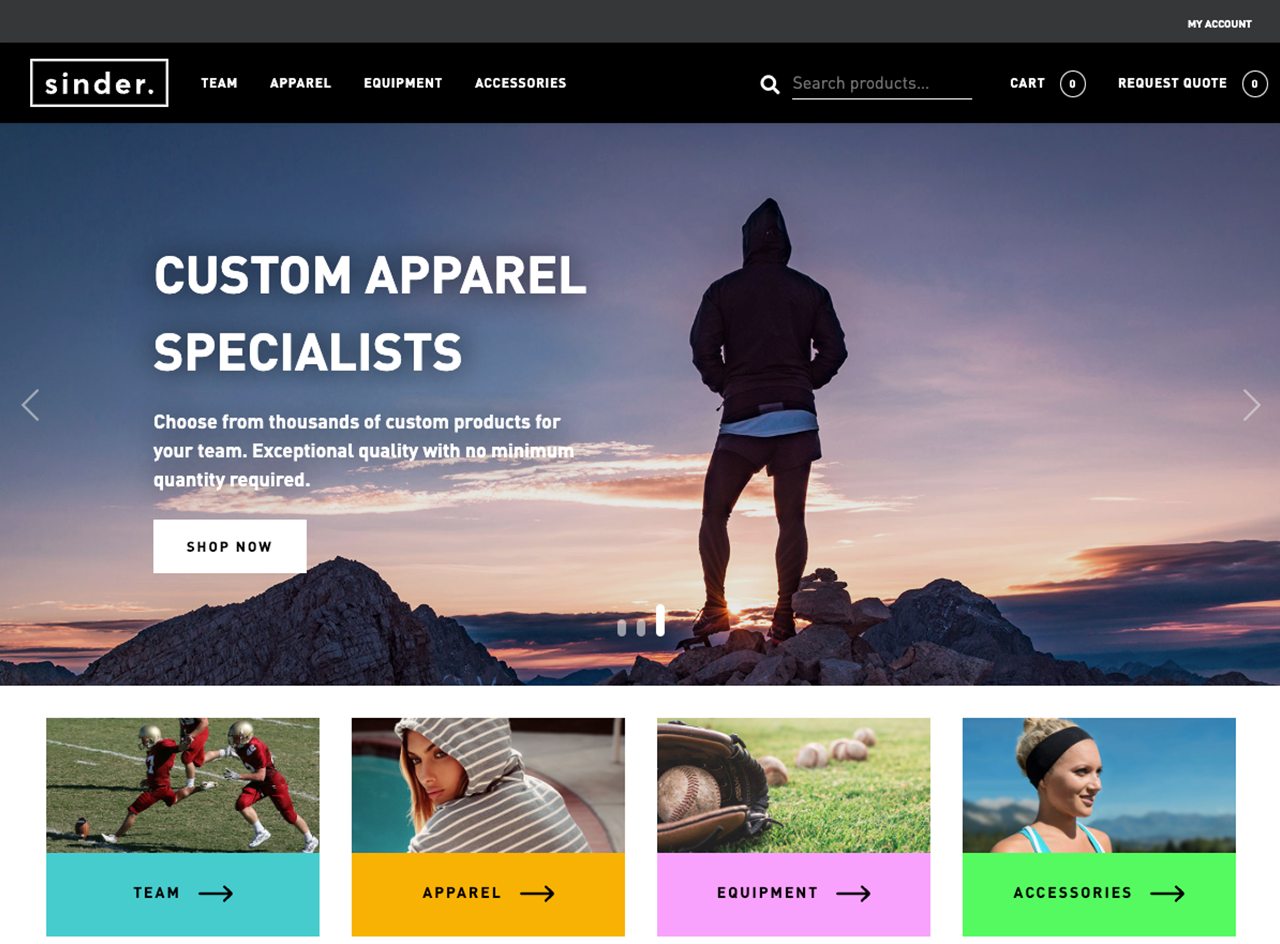 MY ACCOUNT
sinder.
TEAM
APPAREL
EQUIPMENT
ACCESSORIES
Search products...
CART
0
REQUEST QUOTE
0
CUSTOM APPAREL
SPECIALISTS
Choose from thousands of custom products for
your team. Exceptional quality with no minimum
quantity required.
SHOP NOW
TEAM
APPAREL
EQUIPMENT
ACCESSORIES